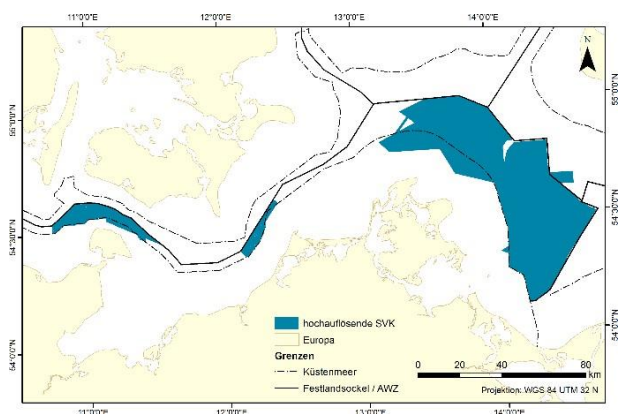 11°0'0"E 12°0'0"E 13°0'0"E 14°0'0"E
N
55°0'0"N
55°0'0"N
54°30'0"N
54°30'0"N
54°0'0"N
54°0'0"N
hochauflösende SVK
Europa
Grenzen
Küstenmeer
Festlandsockel / AWZ
0 20 40 80
km
Projektion: WGS 84 UTM 32 N
11°0'0"E 12°0'0"E 13°0'0"E 14°0'0"E